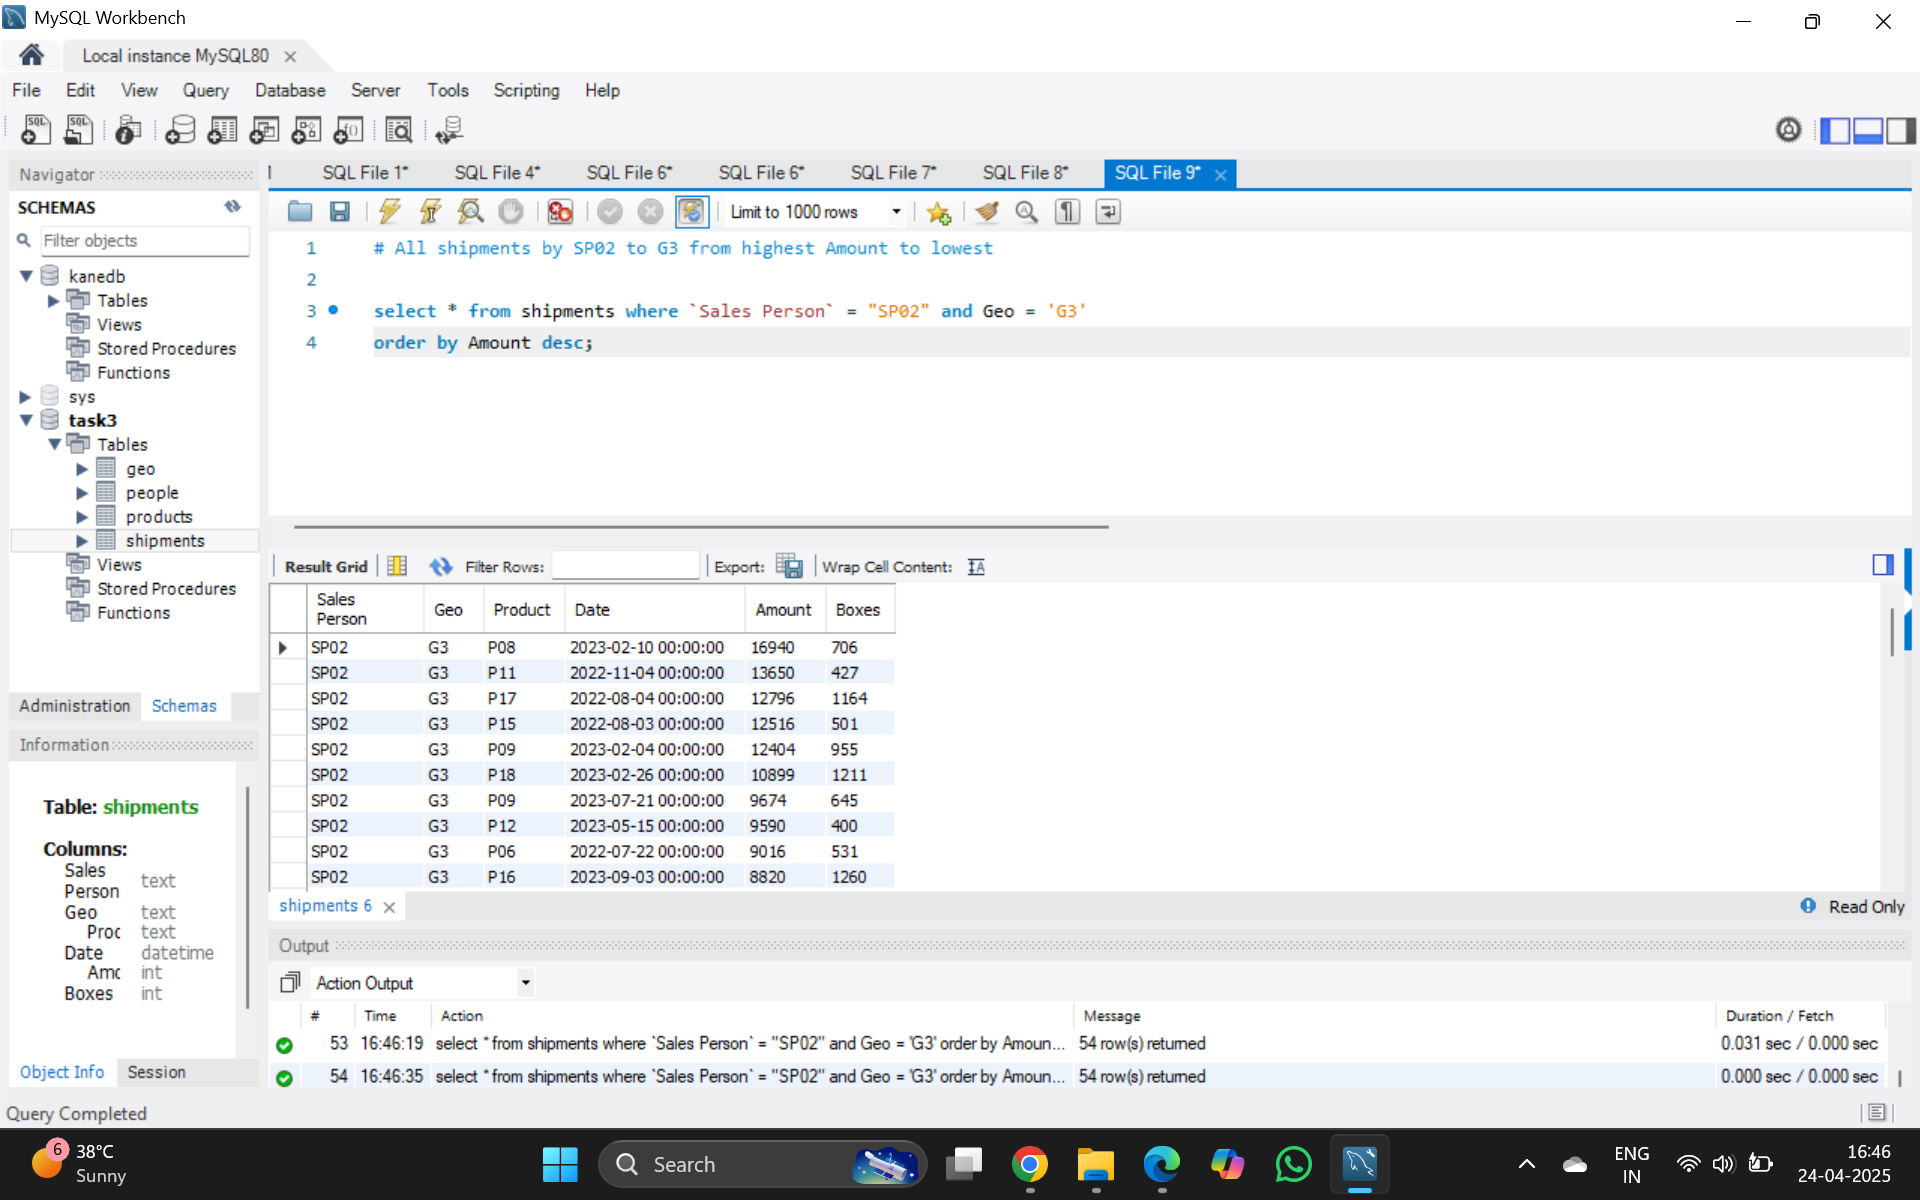 MySQL Workbench
Local instance MySQL80
File Edit View Query Database Server Tools Scripting Help
Navigator
SCHEMAS
Filter objects
kanedb
Tables
Views
Stored Procedures
Functions
sys
task3
Tables
geo
people
products
shipments
Views
Stored Procedures
Functions
Administration Schemas
Information
Table: shipments
Columns:
Sales Person text
Geo text
Proc text
Date datetime
Amc int
Boxes int
Object Info Session
Query Completed
SQL File 1* SQL File 4* SQL File 6* SQL File 6* SQL File 7* SQL File 8* SQL File 9*
Limit to 1000 rows
1 # All shipments by SP02 to G3 from highest Amount to lowest
2
3 select * from shipments where `Sales Person` = "SP02" and Geo = 'G3'
4 order by Amount desc;
Result Grid Filter Rows: Export: Wrap Cell Content:
Sales Person Geo Product Date Amount Boxes
SP02 G3 P08 2023-02-10 00:00:00 16940 706
SP02 G3 P11 2022-11-04 00:00:00 13650 427
SP02 G3 P17 2022-08-04 00:00:00 12796 1164
SP02 G3 P15 2022-08-03 00:00:00 12516 501
SP02 G3 P09 2023-02-04 00:00:00 12404 955
SP02 G3 P18 2023-02-26 00:00:00 10899 1211
SP02 G3 P09 2023-07-21 00:00:00 9674 645
SP02 G3 P12 2023-05-15 00:00:00 9590 400
SP02 G3 P06 2022-07-22 00:00:00 9016 531
SP02 G3 P16 2023-09-03 00:00:00 8820 1260
shipments 6
Read Only
Output
Action Output
# Time Action Message Duration / Fetch
53 16:46:19 select * from shipments where `Sales Person` = "SP02" and Geo = 'G3' order by Amoun... 54 row(s) returned 0.031 sec / 0.000 sec
54 16:46:35 select * from shipments where `Sales Person` = "SP02" and Geo = 'G3' order by Amoun... 54 row(s) returned 0.000 sec / 0.000 sec
6
38°C
Sunny
Search
ENG
IN
16:46
24-04-2025